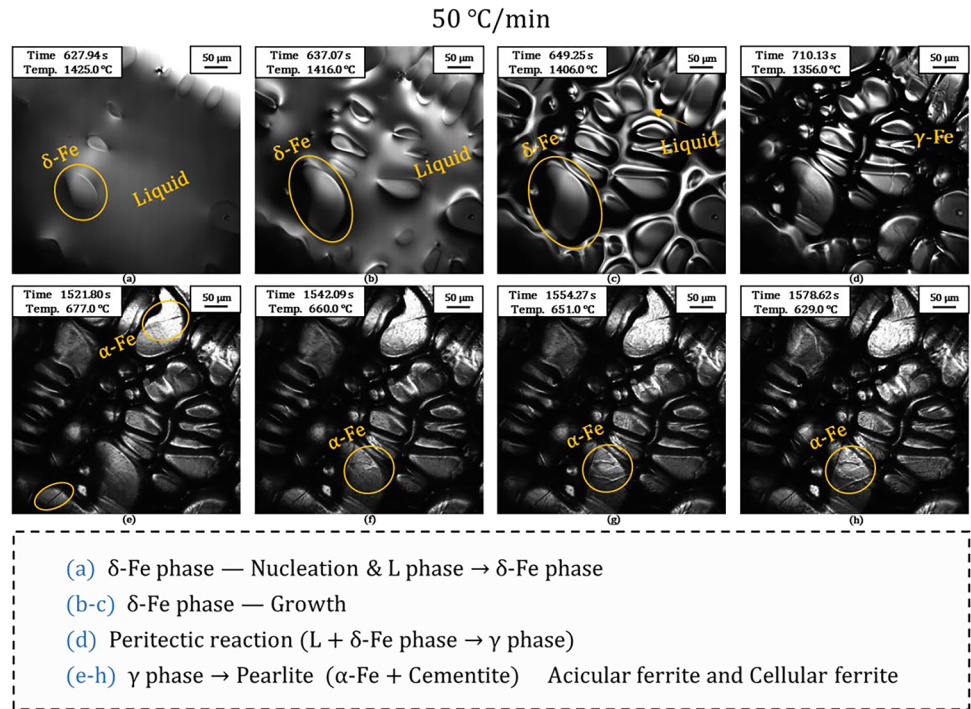 50 °C/min
Time 627.94 s
Temp. 1425.0 °C
50 μm
δ-Fe
Liquid
(a)
Time 637.07 s
Temp. 1416.0 °C
50 μm
δ-Fe
Liquid
(b)
Time 649.25 s
Temp. 1406.0 °C
50 μm
δ-Fe
Liquid
(c)
Time 710.13 s
Temp. 1356.0 °C
50 μm
γ-Fe
(d)
Time 1521.80 s
Temp. 677.0 °C
50 μm
α-Fe
(e)
Time 1542.09 s
Temp. 660.0 °C
50 μm
α-Fe
(f)
Time 1554.27 s
Temp. 651.0 °C
50 μm
α-Fe
(g)
Time 1578.62 s
Temp. 629.0 °C
50 μm
α-Fe
(h)
(a) δ-Fe phase — Nucleation & L phase → δ-Fe phase
(b-c) δ-Fe phase — Growth
(d) Peritectic reaction (L + δ-Fe phase → γ phase)
(e-h) γ phase → Pearlite (α-Fe + Cementite) Acicular ferrite and Cellular ferrite